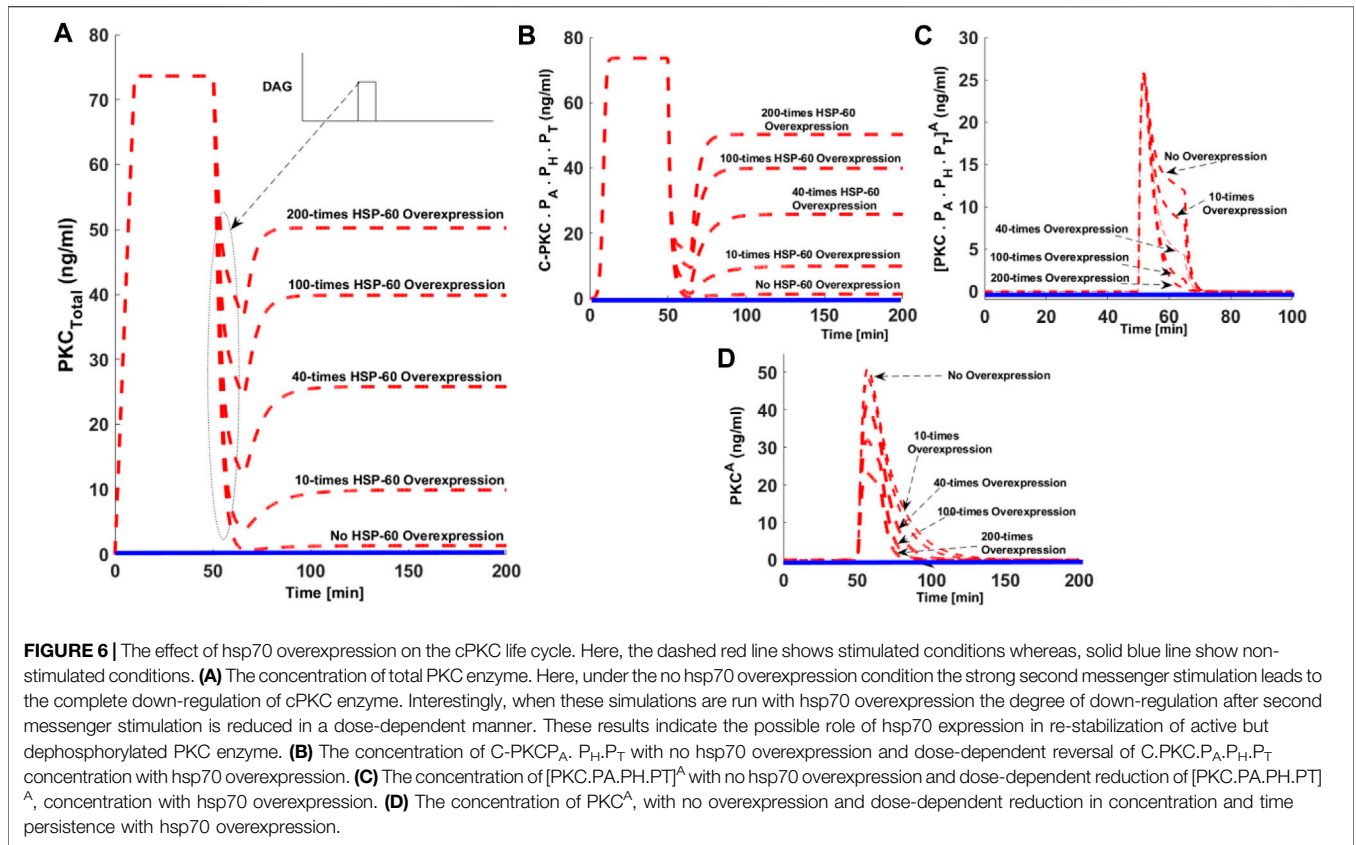 A
80
70
60
50
40
30
20
10
0
PKC_Total (ng/ml)
DAG
200-times HSP-60 Overexpression
100-times HSP-60 Overexpression
40-times HSP-60 Overexpression
10-times HSP-60 Overexpression
No HSP-60 Overexpression
0 50 100 150 200
Time [min]
B
80
60
40
20
0
C-PKC . P_A . P_H . P_T (ng/ml)
200-times HSP-60
Overexpression
100-times HSP-60 Overexpression
40-times HSP-60
Overexpression
10-times HSP-60 Overexpression
No HSP-60 Overexpression
0 50 100 150 200
Time [min]
C
30
25
20
15
10
5
0
[PKC . P_A . P_H . P_T]^A (ng/ml)
No Overexpression
10-times
Overexpression
40-times Overexpression
100-times Overexpression
200-times Overexpression
0 20 40 60 80 100
Time [min]
D
50
40
30
20
10
0
PKC^A (ng/ml)
No Overexpression
10-times
Overexpression
40-times Overexpression
100-times Overexpression
200-times
Overexpression
0 50 100 150 200
Time [min]
FIGURE 6 | The effect of hsp70 overexpression on the cPKC life cycle. Here, the dashed red line shows stimulated conditions whereas, solid blue line show non-
stimulated conditions. (A) The concentration of total PKC enzyme. Here, under the no hsp70 overexpression condition the strong second messenger stimulation leads to
the complete down-regulation of cPKC enzyme. Interestingly, when these simulations are run with hsp70 overexpression the degree of down-regulation after second
messenger stimulation is reduced in a dose-dependent manner. These results indicate the possible role of hsp70 expression in re-stabilization of active but
dephosphorylated PKC enzyme. (B) The concentration of C-PKCP_A. P_H.P_T with no hsp70 overexpression and dose-dependent reversal of C.PKC.P_A.P_H.P_T
concentration with hsp70 overexpression. (C) The concentration of [PKC.PA.PH.PT]^A with no hsp70 overexpression and dose-dependent reduction of [PKC.PA.PH.PT]
^A, concentration with hsp70 overexpression. (D) The concentration of PKC^A, with no overexpression and dose-dependent reduction in concentration and time
persistence with hsp70 overexpression.